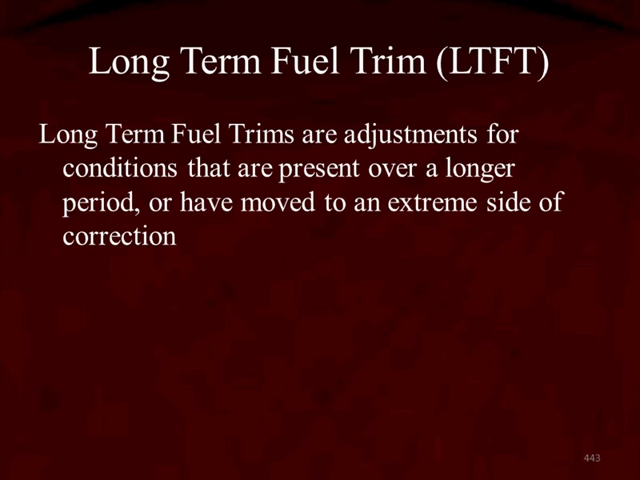 Long Term Fuel Trim (LTFT)
Long Term Fuel Trims are adjustments for
conditions that are present over a longer
period, or have moved to an extreme side of
correction
443